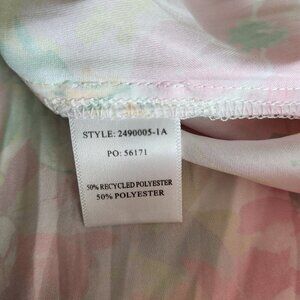 STYLE: 2490005-1A
PO: 56171
50% RECYCLED POLYESTER
50% POLYESTER